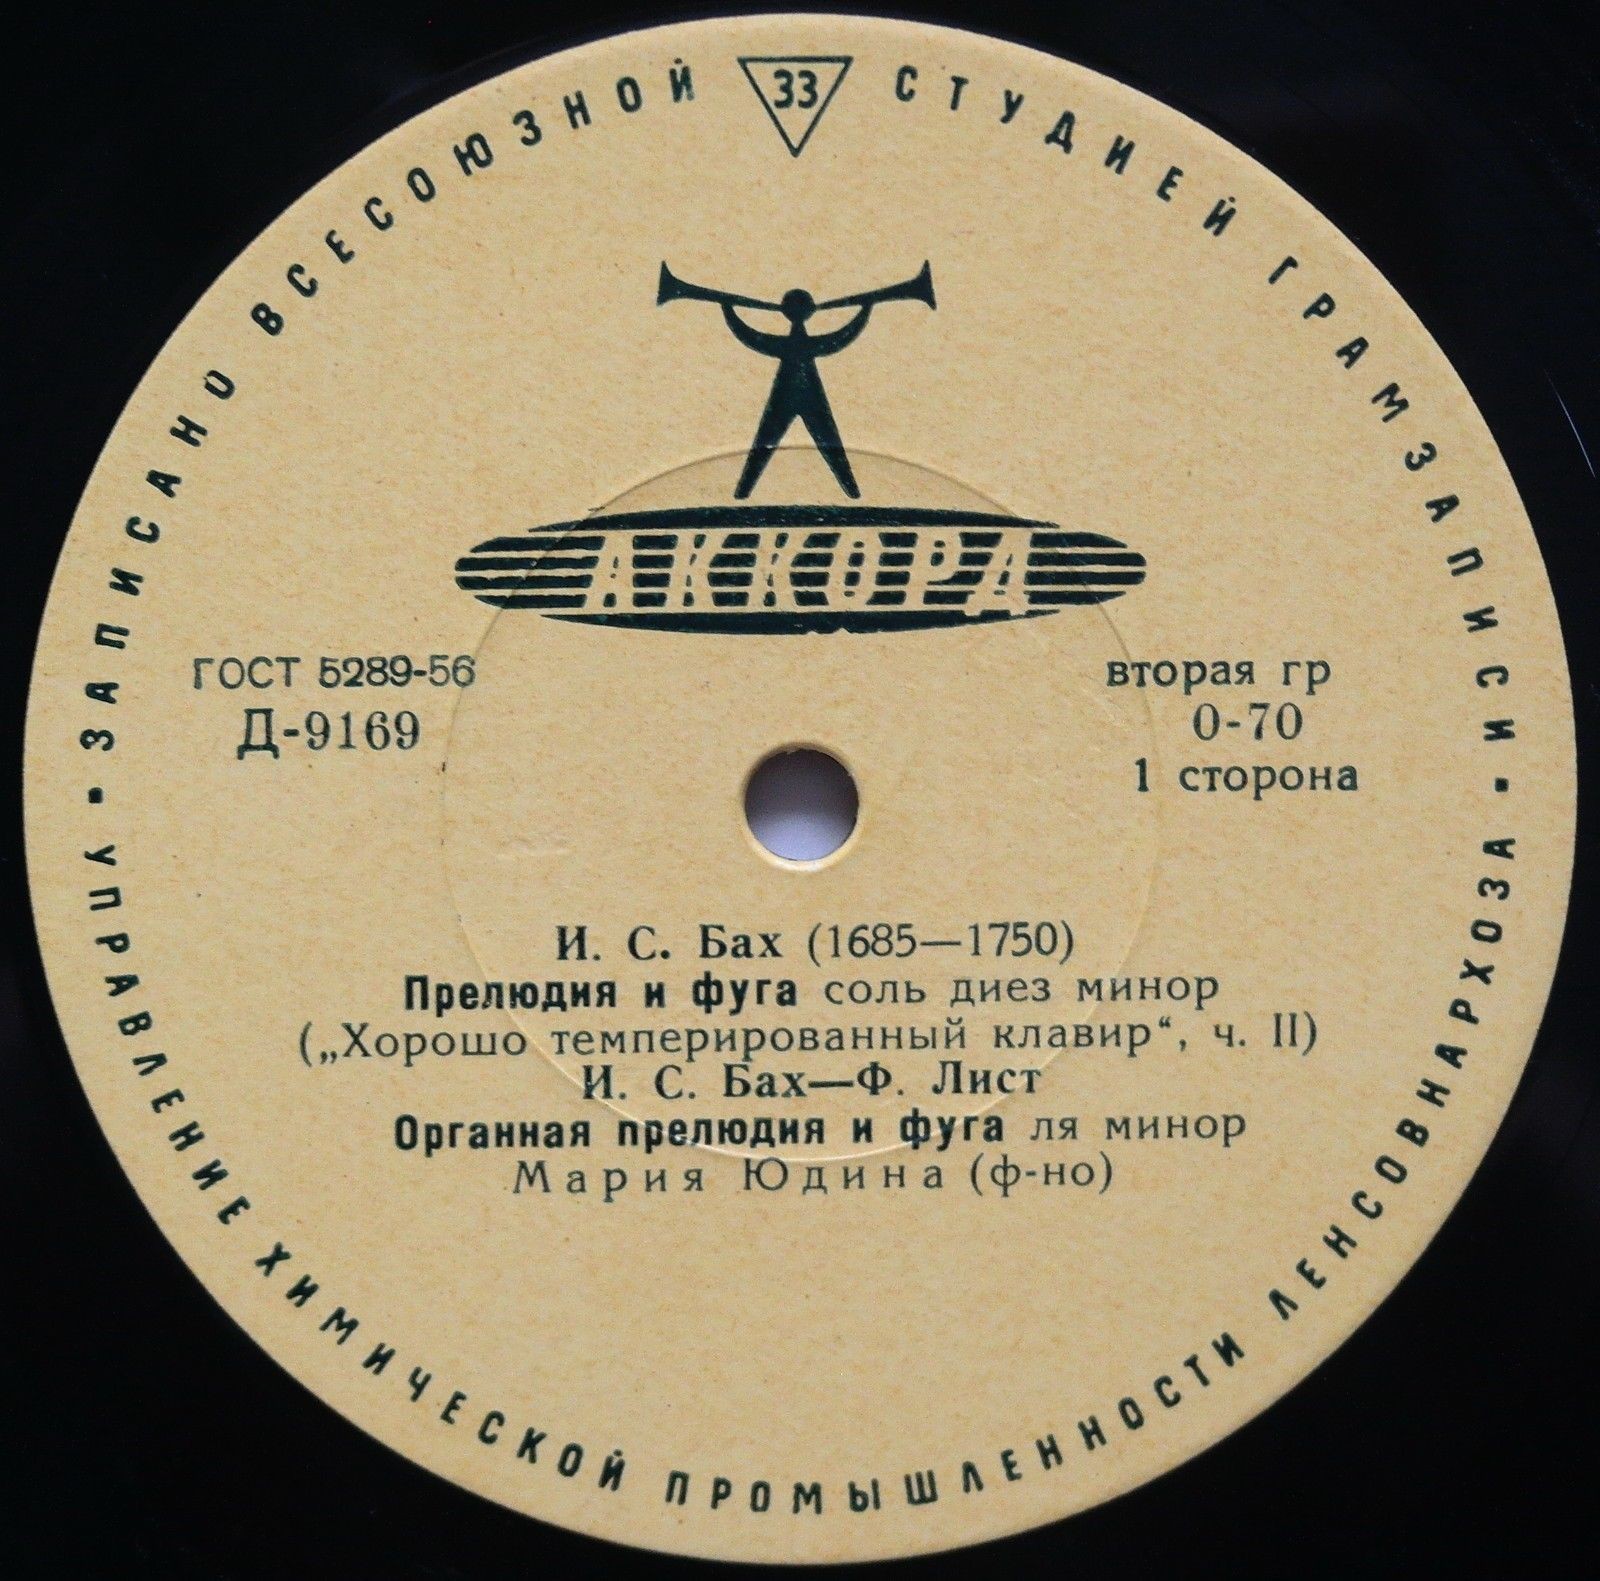 ЗАПИСАНО ВСЕСОЮЗНОЙ СТУДИЕЙ ГРАМЗАПИСИ
33
АККОРД
ГОСТ 5289-56
Д-9169
вторая гр
0-70
1 сторона
И. С. Бах (1685—1750)
Прелюдия и фуга соль диез минор
(„Хорошо темперированный клавир“, ч. II)
И. С. Бах—Ф. Лист
Органная прелюдия и фуга ля минор
Мария Юдина (ф-но)
УПРАВЛЕНИЕ ХИМИЧЕСКОЙ ПРОМЫШЛЕННОСТИ ЛЕНСОВНАРХОЗА